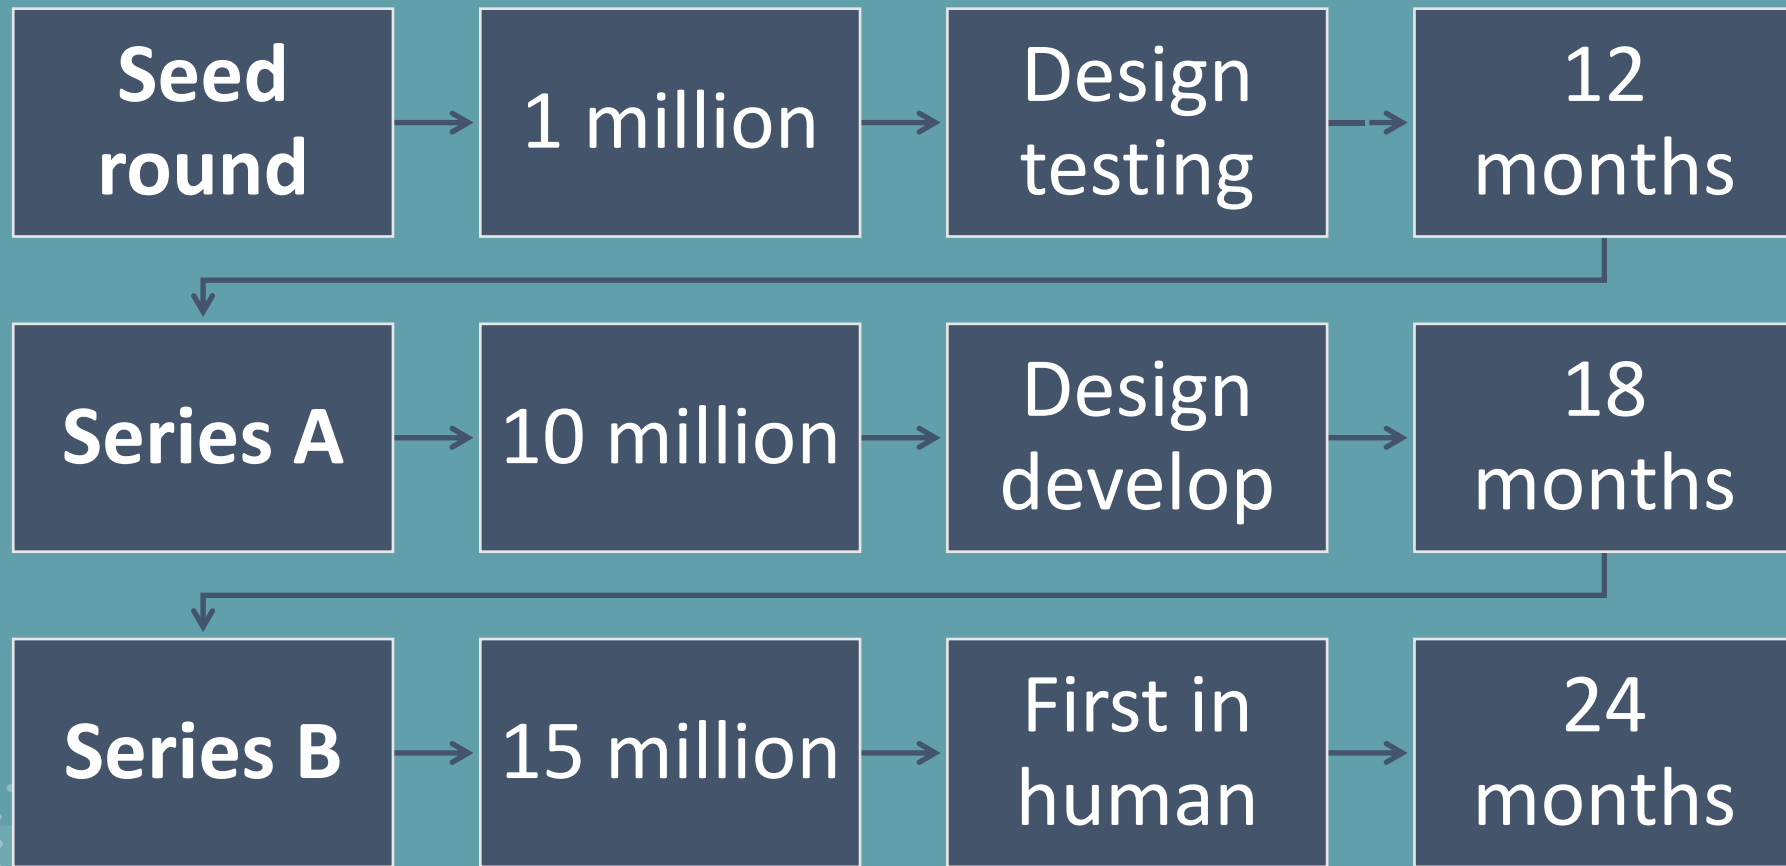 Seed
round
1 million
Design
testing
12
months
Series A
10 million
Design
develop
18
months
Series B
15 million
First in
human
24
months